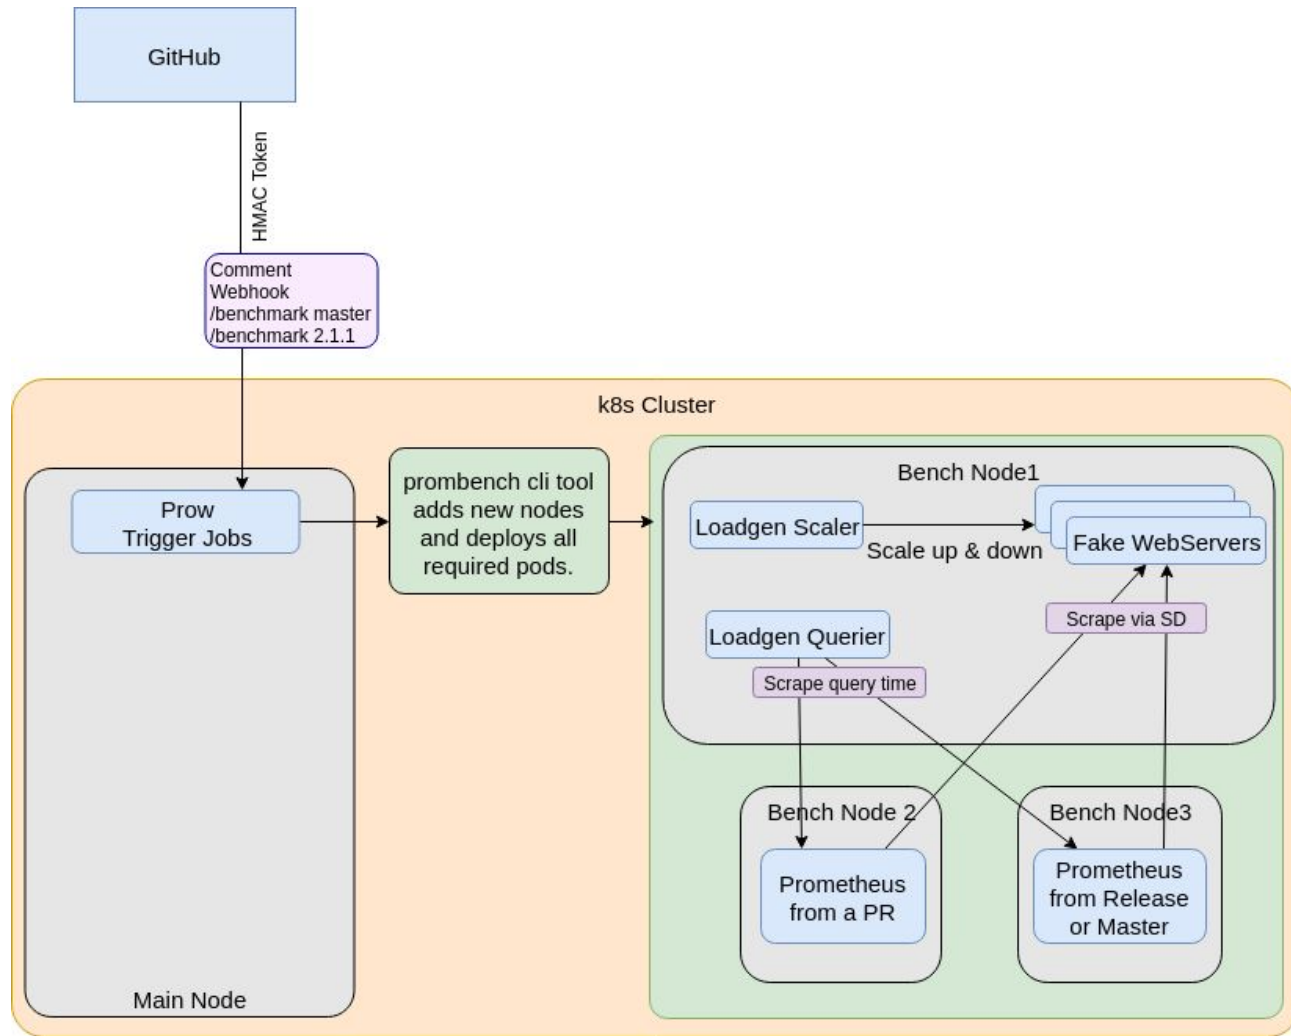 GitHub
HMAC Token
Comment
Webhook
/benchmark master
/benchmark 2.1.1
k8s Cluster
Prow
Trigger Jobs
Main Node
prombench cli tool
adds new nodes
and deploys all
required pods.
Bench Node1
Loadgen Scaler
Scale up & down
Fake WebServers
Loadgen Querier
Scrape query time
Scrape via SD
Bench Node 2
Prometheus
from a PR
Bench Node3
Prometheus
from Release
or Master